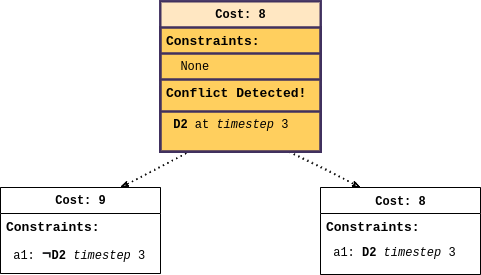 Cost: 8
Constraints:
None
Conflict Detected!
D2 at timestep 3
Cost: 9
Constraints:
a1: ¬D2 timestep 3
Cost: 8
Constraints:
a1: D2 timestep 3